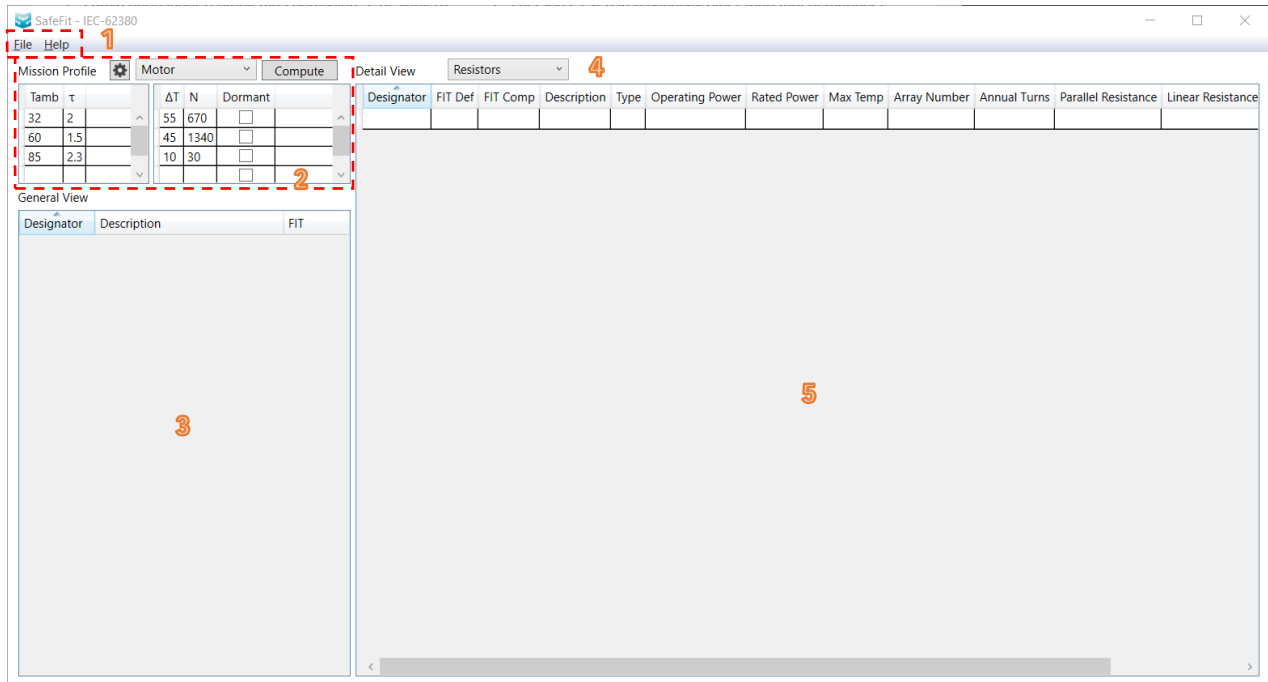 SafeFit - IEC-62380
File Help 1
Mission Profile Motor Compute Detail View Resistors 4
Tamb τ ΔT N Dormant Designator FIT Def FIT Comp Description Type Operating Power Rated Power Max Temp Array Number Annual Turns Parallel Resistance Linear Resistance
32 2 55 670
60 1.5 45 1340
85 2.3 10 30
2
General View
Designator Description FIT
5
3